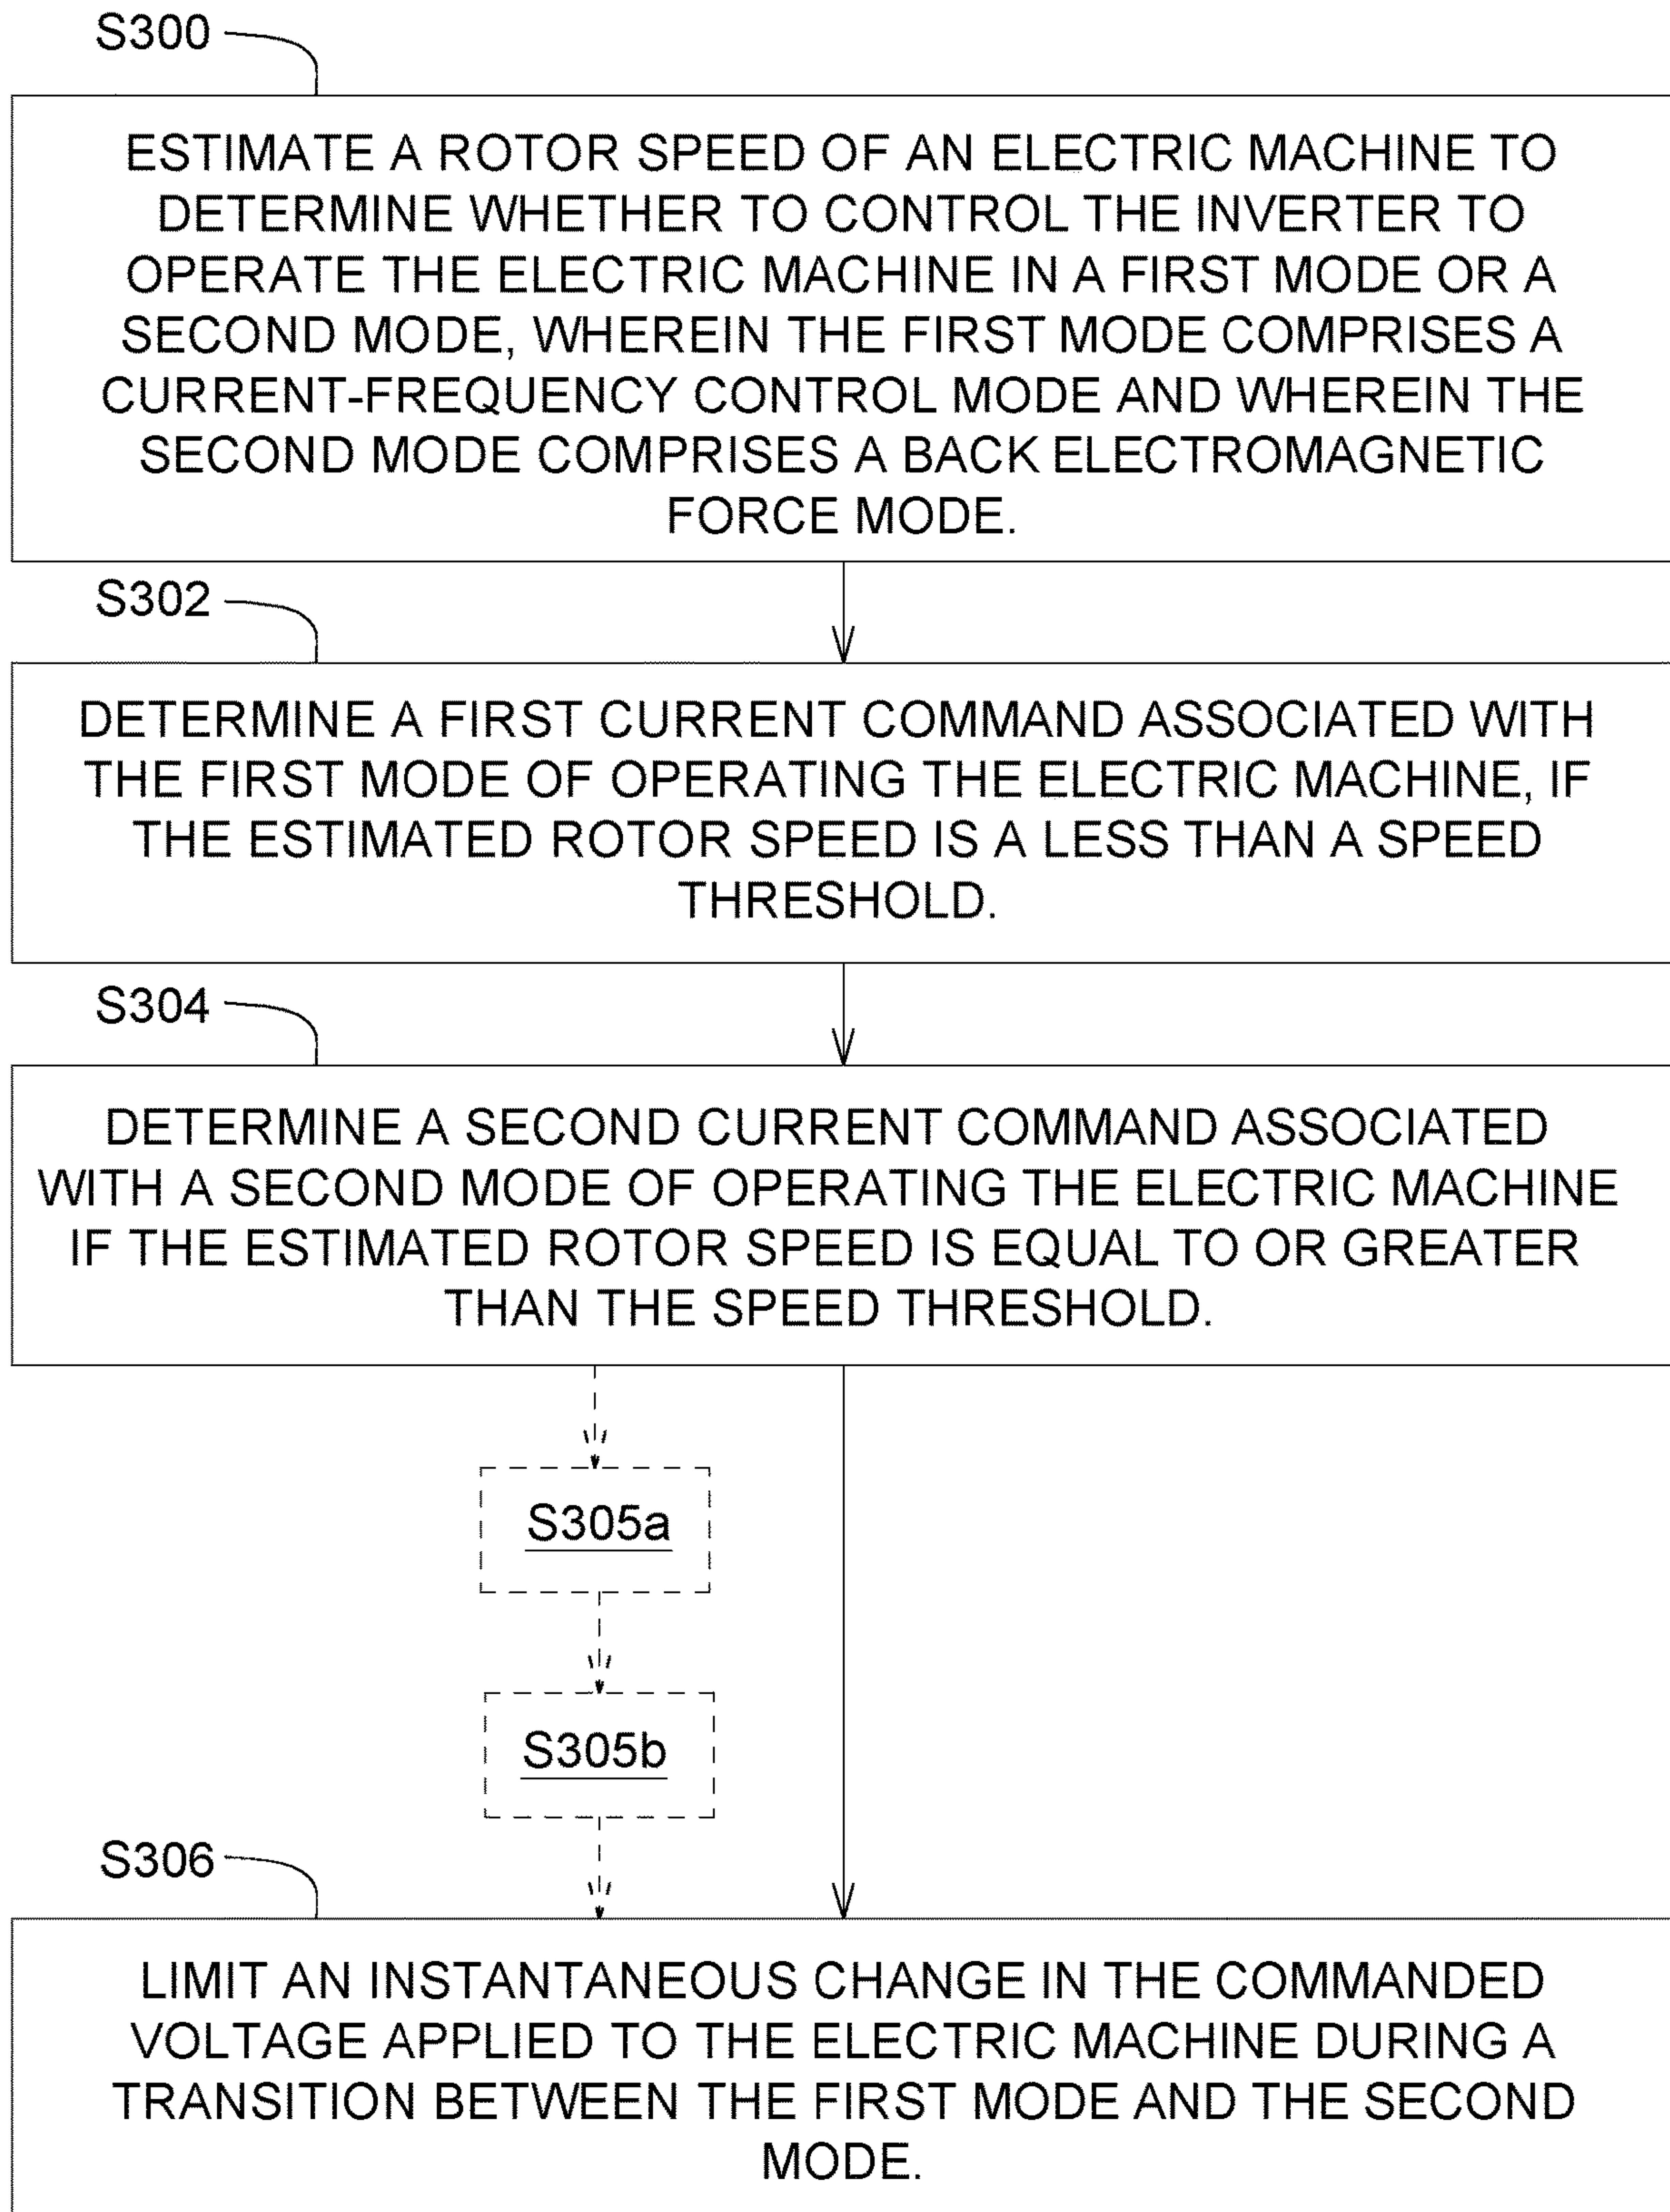 S300
ESTIMATE A ROTOR SPEED OF AN ELECTRIC MACHINE TO
DETERMINE WHETHER TO CONTROL THE INVERTER TO
OPERATE THE ELECTRIC MACHINE IN A FIRST MODE OR A
SECOND MODE, WHEREIN THE FIRST MODE COMPRISES A
CURRENT-FREQUENCY CONTROL MODE AND WHEREIN THE
SECOND MODE COMPRISES A BACK ELECTROMAGNETIC
FORCE MODE.
S302
DETERMINE A FIRST CURRENT COMMAND ASSOCIATED WITH
THE FIRST MODE OF OPERATING THE ELECTRIC MACHINE, IF
THE ESTIMATED ROTOR SPEED IS A LESS THAN A SPEED
THRESHOLD.
S304
DETERMINE A SECOND CURRENT COMMAND ASSOCIATED
WITH A SECOND MODE OF OPERATING THE ELECTRIC MACHINE
IF THE ESTIMATED ROTOR SPEED IS EQUAL TO OR GREATER
THAN THE SPEED THRESHOLD.
S305a
S305b
S306
LIMIT AN INSTANTANEOUS CHANGE IN THE COMMANDED
VOLTAGE APPLIED TO THE ELECTRIC MACHINE DURING A
TRANSITION BETWEEN THE FIRST MODE AND THE SECOND
MODE.